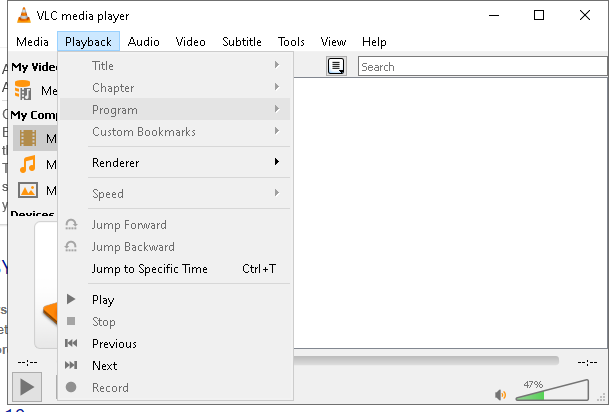 VLC media player
Media Playback Audio Video Subtitle Tools View Help
My Vide
Me
My Comp
M
M
M
Devices
Title
Chapter
Program
Custom Bookmarks
Renderer
Speed
Jump Forward
Jump Backward
Jump to Specific Time Ctrl+T
Play
Stop
Previous
Next
Record
Search
--:--
--:--
47%